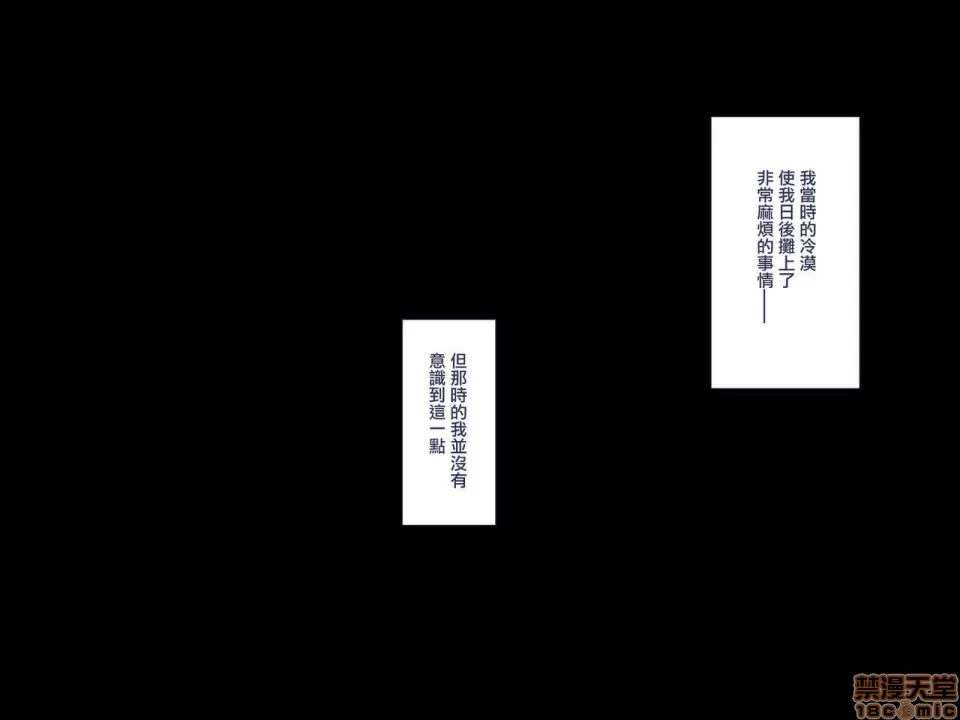 我當時的冷漠
使我日後攤上了
非常麻煩的事情——
但那時的我並沒有
意識到這一點
禁漫天堂
18comic